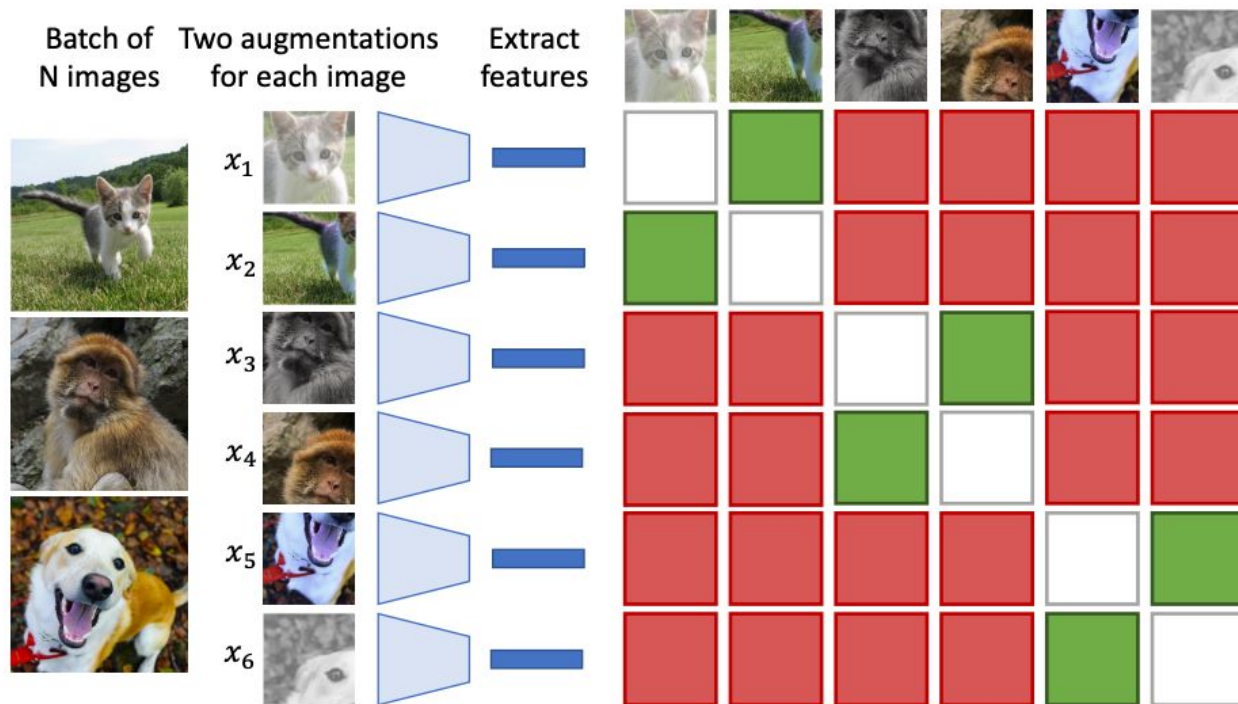 Batch of
N images
Two augmentations
for each image
Extract
features
x₁
x₂
x₃
x₄
x₅
x₆